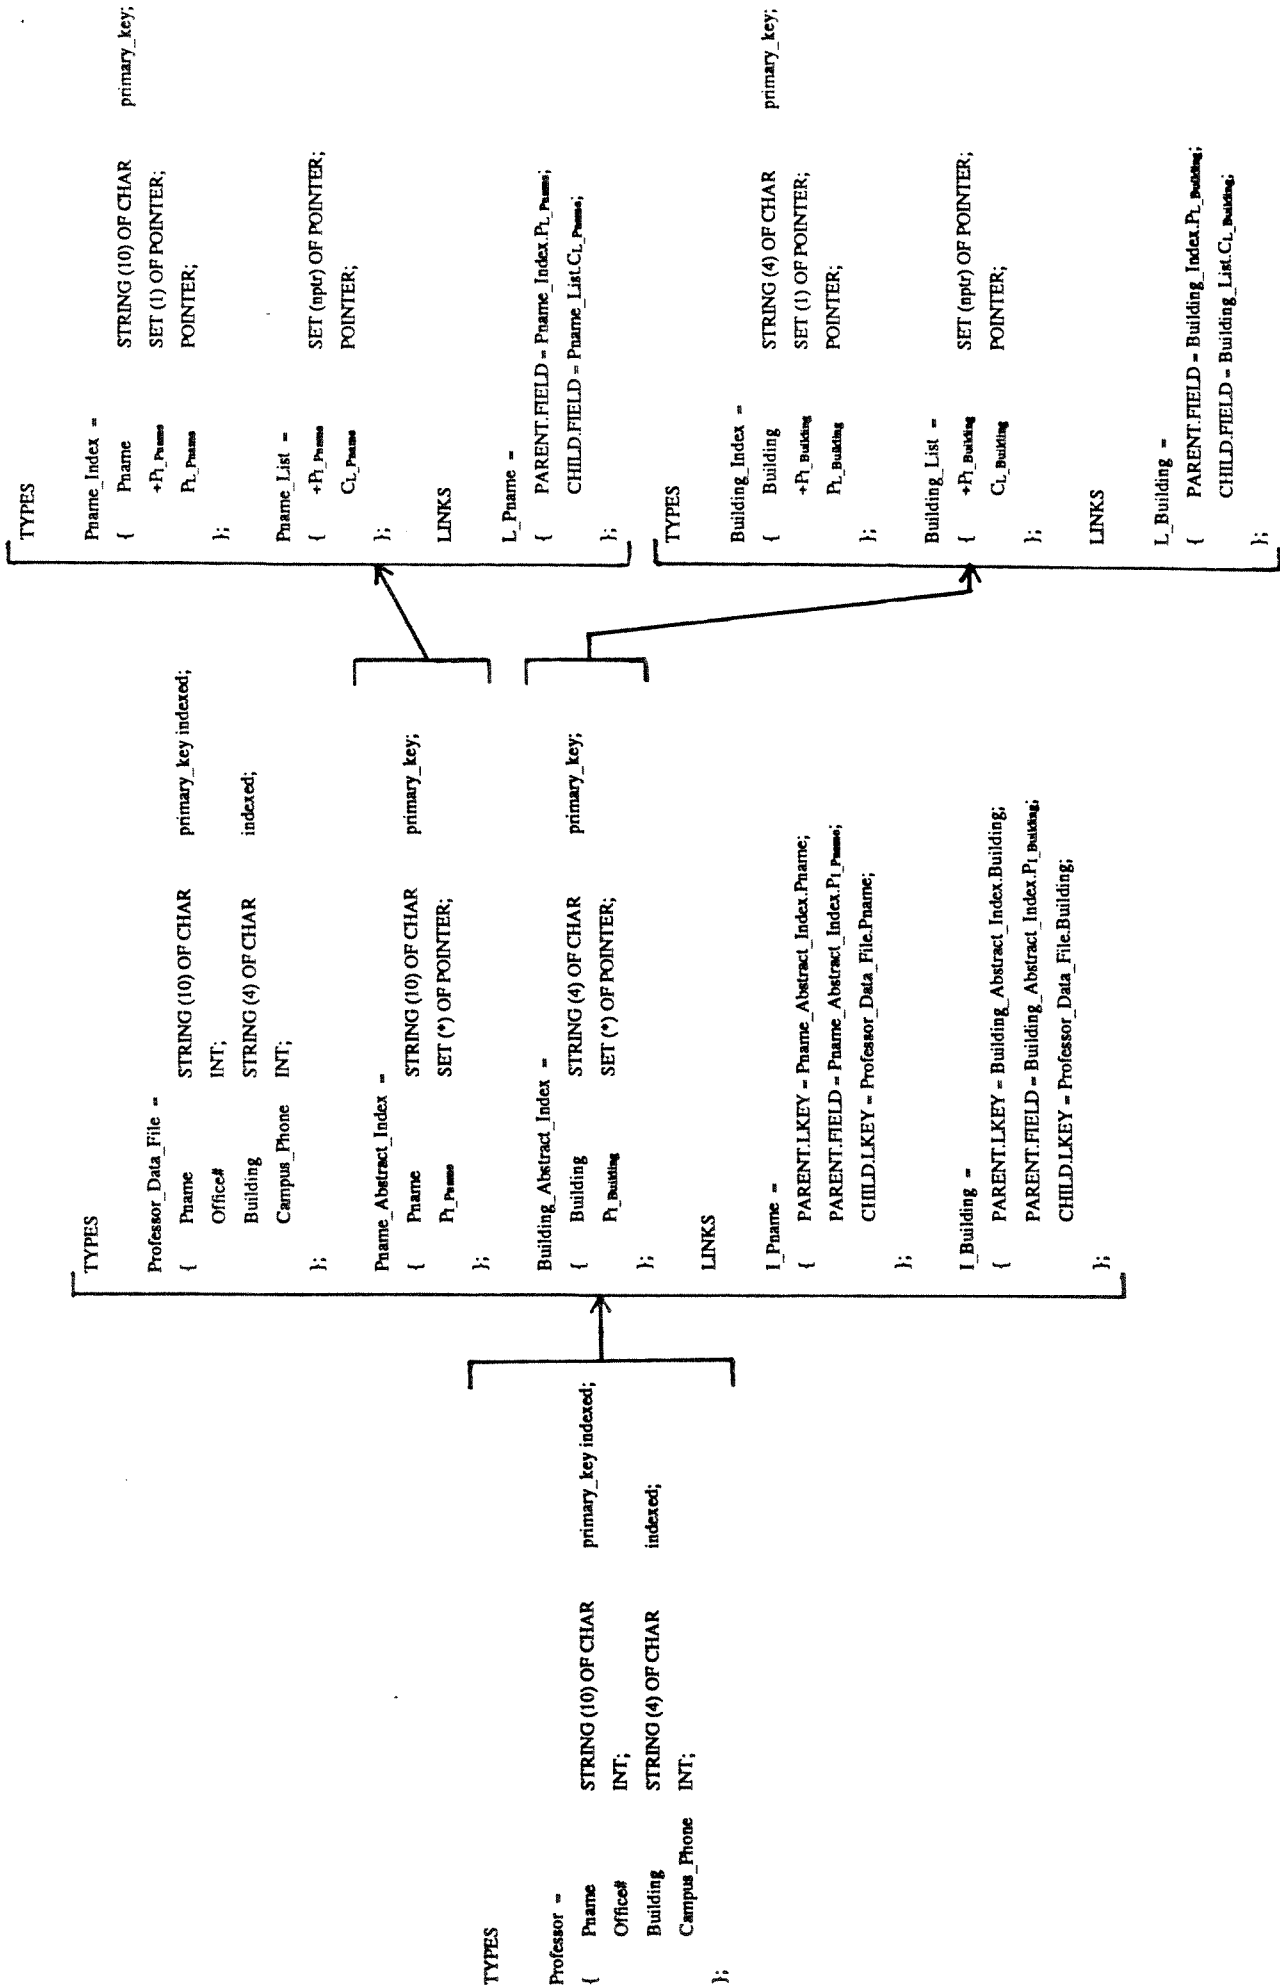 TYPES
Professor =
{ Pname STRING (10) OF CHAR primary_key indexed;
Office# INT;
Building STRING (4) OF CHAR indexed;
Campus_Phone INT;
};
TYPES
Professor_Data_File =
{ Pname STRING (10) OF CHAR primary_key indexed;
Office# INT;
Building STRING (4) OF CHAR indexed;
Campus_Phone INT;
};
Pname_Abstract_Index =
{ Pname STRING (10) OF CHAR primary_key;
PI_Pname SET (*) OF POINTER;
};
Building_Abstract_Index =
{ Building STRING (4) OF CHAR primary_key;
PI_Building SET (*) OF POINTER;
};
LINKS
I_Pname =
{ PARENT.LKEY = Pname_Abstract_Index.Pname;
PARENT.FIELD = Pname_Abstract_Index.PI_Pname;
CHILD.LKEY = Professor_Data_File.Pname;
};
I_Building =
{ PARENT.LKEY = Building_Abstract_Index.Building;
PARENT.FIELD = Building_Abstract_Index.PI_Building;
CHILD.LKEY = Professor_Data_File.Building;
};
TYPES
Pname_Index =
{ Pname STRING (10) OF CHAR primary_key;
+PI_Pname SET (1) OF POINTER;
PL_Pname POINTER;
};
Pname_List =
{ +PI_Pname SET (nptr) OF POINTER;
CL_Pname POINTER;
};
LINKS
L_Pname =
{ PARENT.FIELD = Pname_Index.PL_Pname;
CHILD.FIELD = Pname_List.CL_Pname;
};
TYPES
Building_Index =
{ Building STRING (4) OF CHAR primary_key;
+PI_Building SET (1) OF POINTER;
PL_Building POINTER;
};
Building_List =
{ +PI_Building SET (nptr) OF POINTER;
CL_Building POINTER;
};
LINKS
L_Building =
{ PARENT.FIELD = Building_Index.PL_Building;
CHILD.FIELD = Building_List.CL_Building;
};